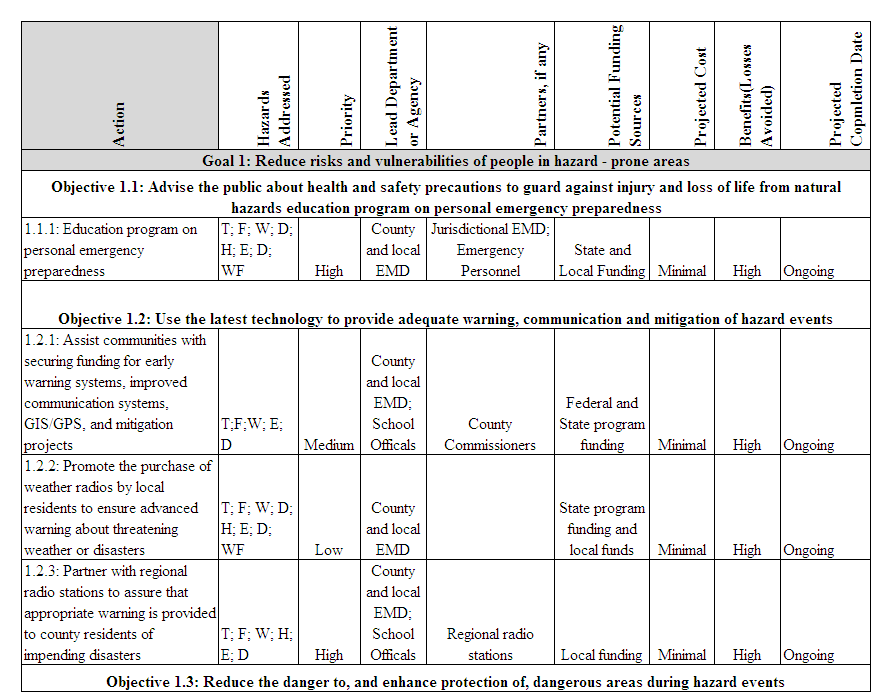 Action
Hazards
Addressed
Priority
Lead Department
or Agency
Partners, if any
Potential Funding
Sources
Projected Cost
Benefits(Losses
Avoided)
Projected
Copmletion Date
Goal 1: Reduce risks and vulnerabilities of people in hazard - prone areas
Objective 1.1: Advise the public about health and safety precautions to guard against injury and loss of life from natural
hazards education program on personal emergency preparedness
1.1.1: Education program on
personal emergency
preparedness
T; F; W; D;
H; E; D;
WF
High
County
and local
EMD
Jurisdictional EMD;
Emergency
Personnel
State and
Local Funding
Minimal
High
Ongoing
Objective 1.2: Use the latest technology to provide adequate warning, communication and mitigation of hazard events
1.2.1: Assist communities with
securing funding for early
warning systems, improved
communication systems,
GIS/GPS, and mitigation
projects
T;F;W; E;
D
Medium
County
and local
EMD;
School
Officals
County
Commissioners
Federal and
State program
funding
Minimal
High
Ongoing
1.2.2: Promote the purchase of
weather radios by local
residents to ensure advanced
warning about threatening
weather or disasters
T; F; W; D;
H; E; D;
WF
Low
County
and local
EMD
State program
funding and
local funds
Minimal
High
Ongoing
1.2.3: Partner with regional
radio stations to assure that
appropriate warning is provided
to county residents of
impending disasters
T; F; W; H;
E; D
High
County
and local
EMD;
School
Officals
Regional radio
stations
Local funding
Minimal
High
Ongoing
Objective 1.3: Reduce the danger to, and enhance protection of, dangerous areas during hazard events